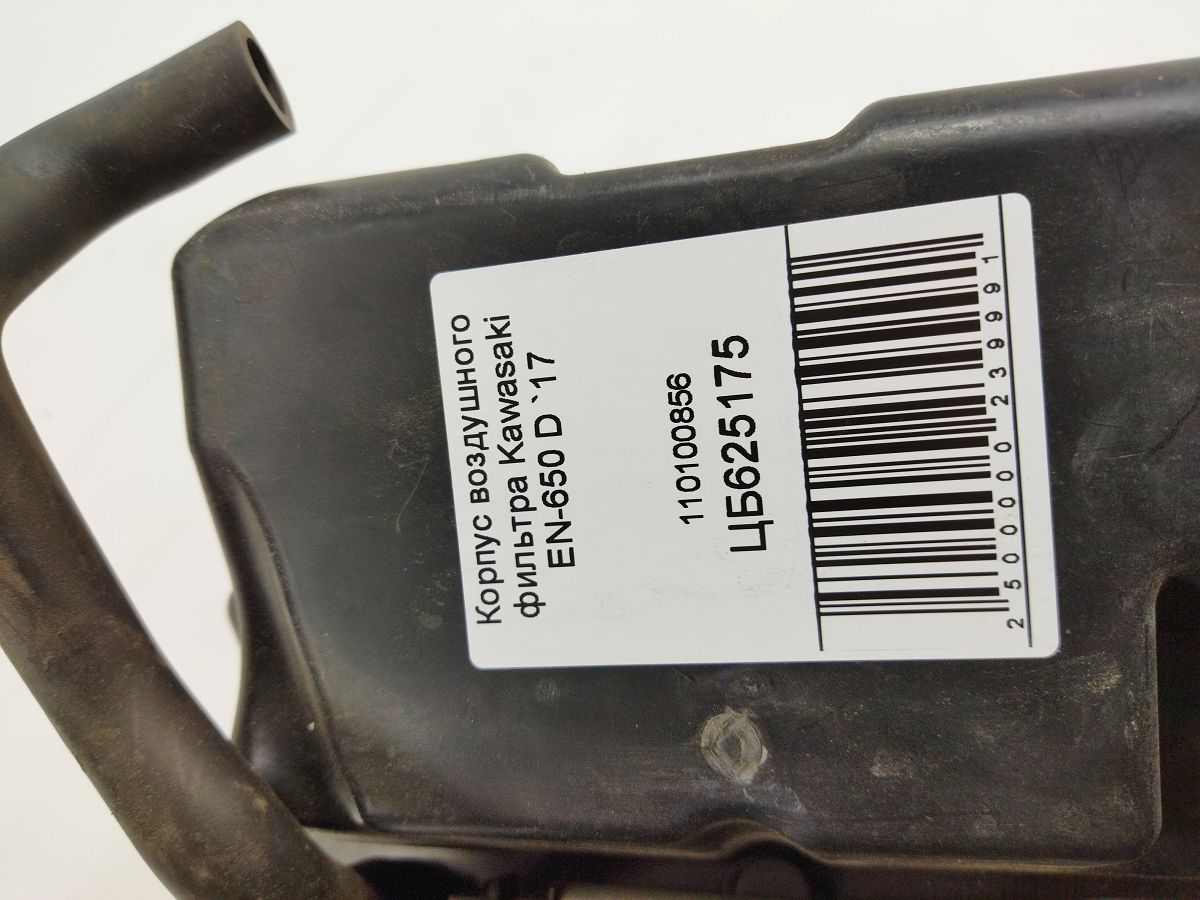 Корпус воздушного
фильтра Kawasaki
EN-650 D `17
110100856
ЦБ625175
2500000239991